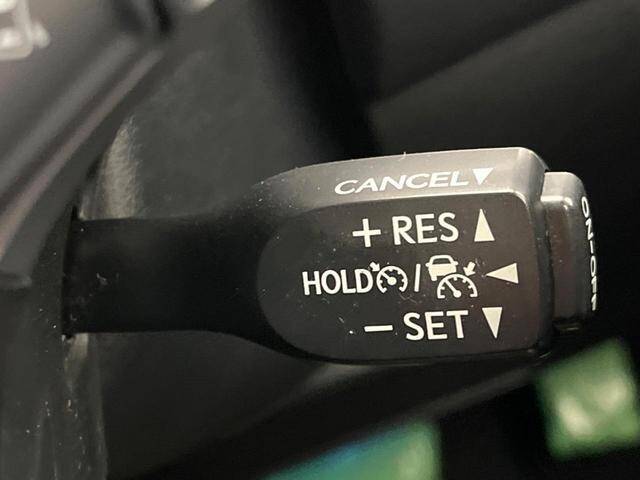 CANCEL▼
+ RES ▲
HOLD / ◀
− SET ▼
ON-OFF